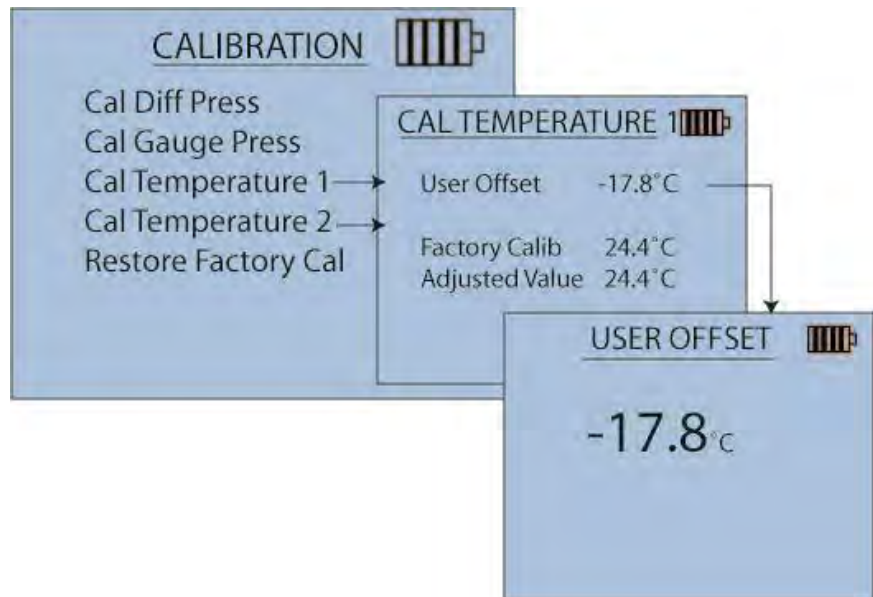 CALIBRATION
Cal Diff Press
Cal Gauge Press
Cal Temperature 1
Cal Temperature 2
Restore Factory Cal
CAL TEMPERATURE 1
User Offset -17.8°C
Factory Calib 24.4°C
Adjusted Value 24.4°C
USER OFFSET
-17.8°C